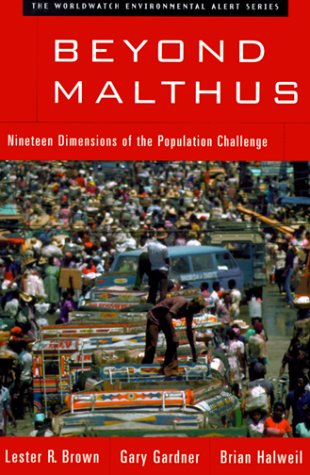 THE WORLDWATCH ENVIRONMENTAL ALERT SERIES
BEYOND
MALTHUS
Nineteen Dimensions of the Population Challenge
Lester R. Brown Gary Gardner Brian Halweil